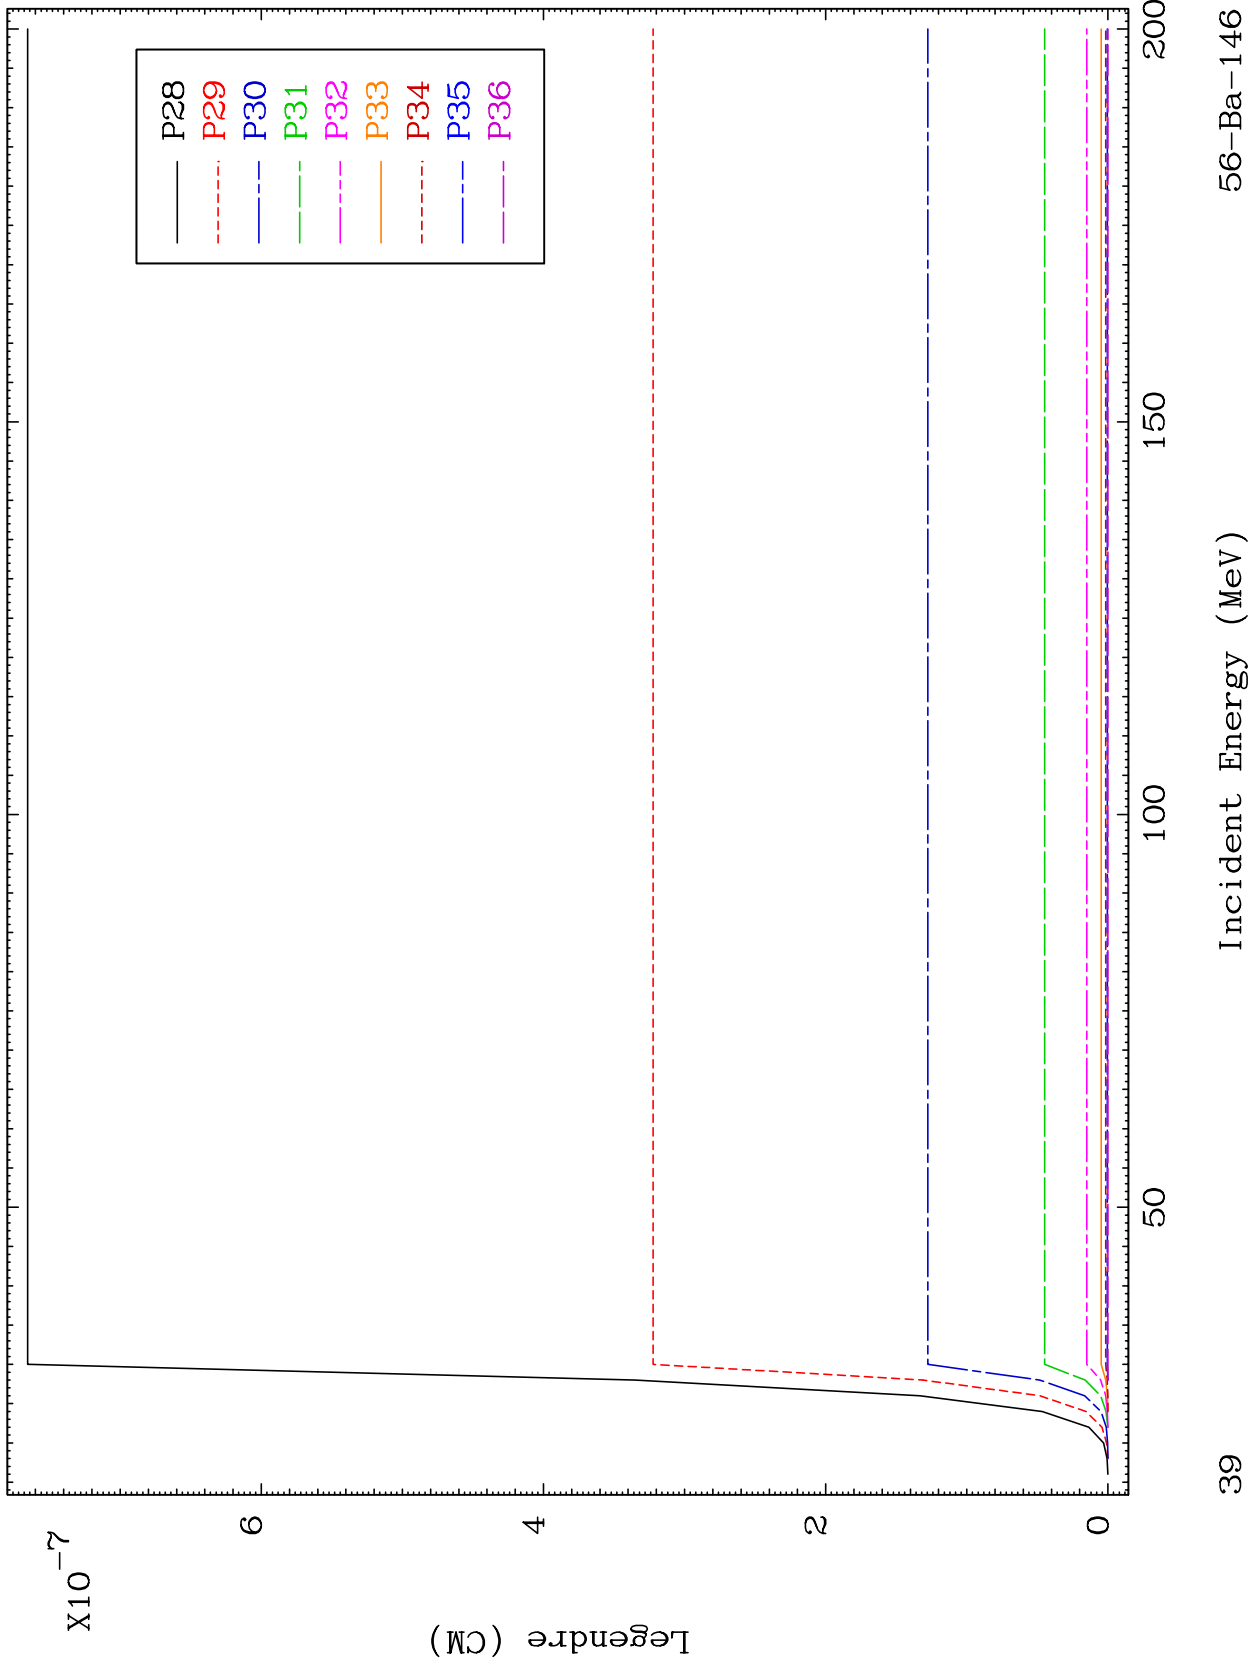 X10-7
Legendre (CM)
6
4
2
0
P28
P29
P30
P31
P32
P33
P34
P35
P36
50
100
150
200
39
Incident Energy (MeV)
56-Ba-146